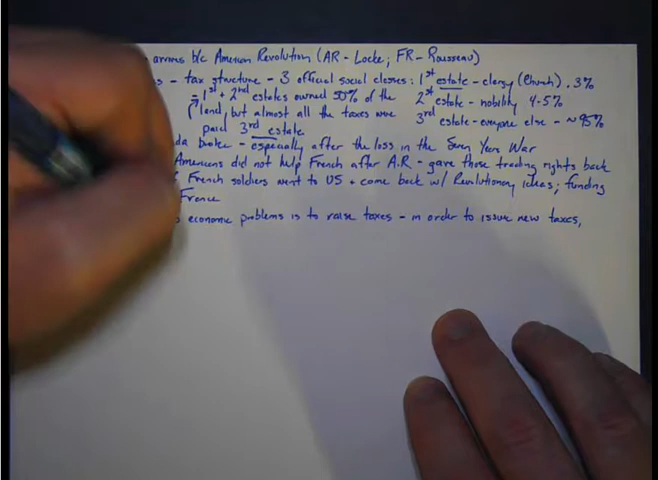 arrows b/c American Revolution (AR - Locke; FR - Rousseau)
s - tax structure - 3 official social classes: 1st estate - clergy (Church) .3%
= 1st + 2nd estates owned 50% of the 2nd estate - nobility 4-5%
land, but almost all the taxes were 3rd estate - everyone else - ~95%
paid 3rd estate
da broke - especially after the loss in the Seven Years War
Americans did not help French after A.R - gave those trading rights back
French soldiers went to US + come back w/ Revolutionary ideas; funding
France
economic problems is to raise taxes - in order to issue new taxes,